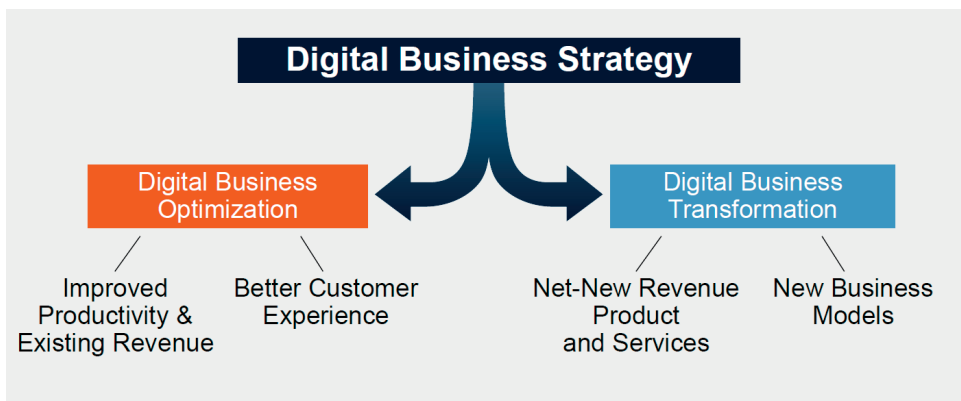 Digital Business Strategy
Digital Business
Optimization
Digital Business
Transformation
Improved
Productivity &
Existing Revenue
Better Customer
Experience
Net-New Revenue
Product
and Services
New Business
Models